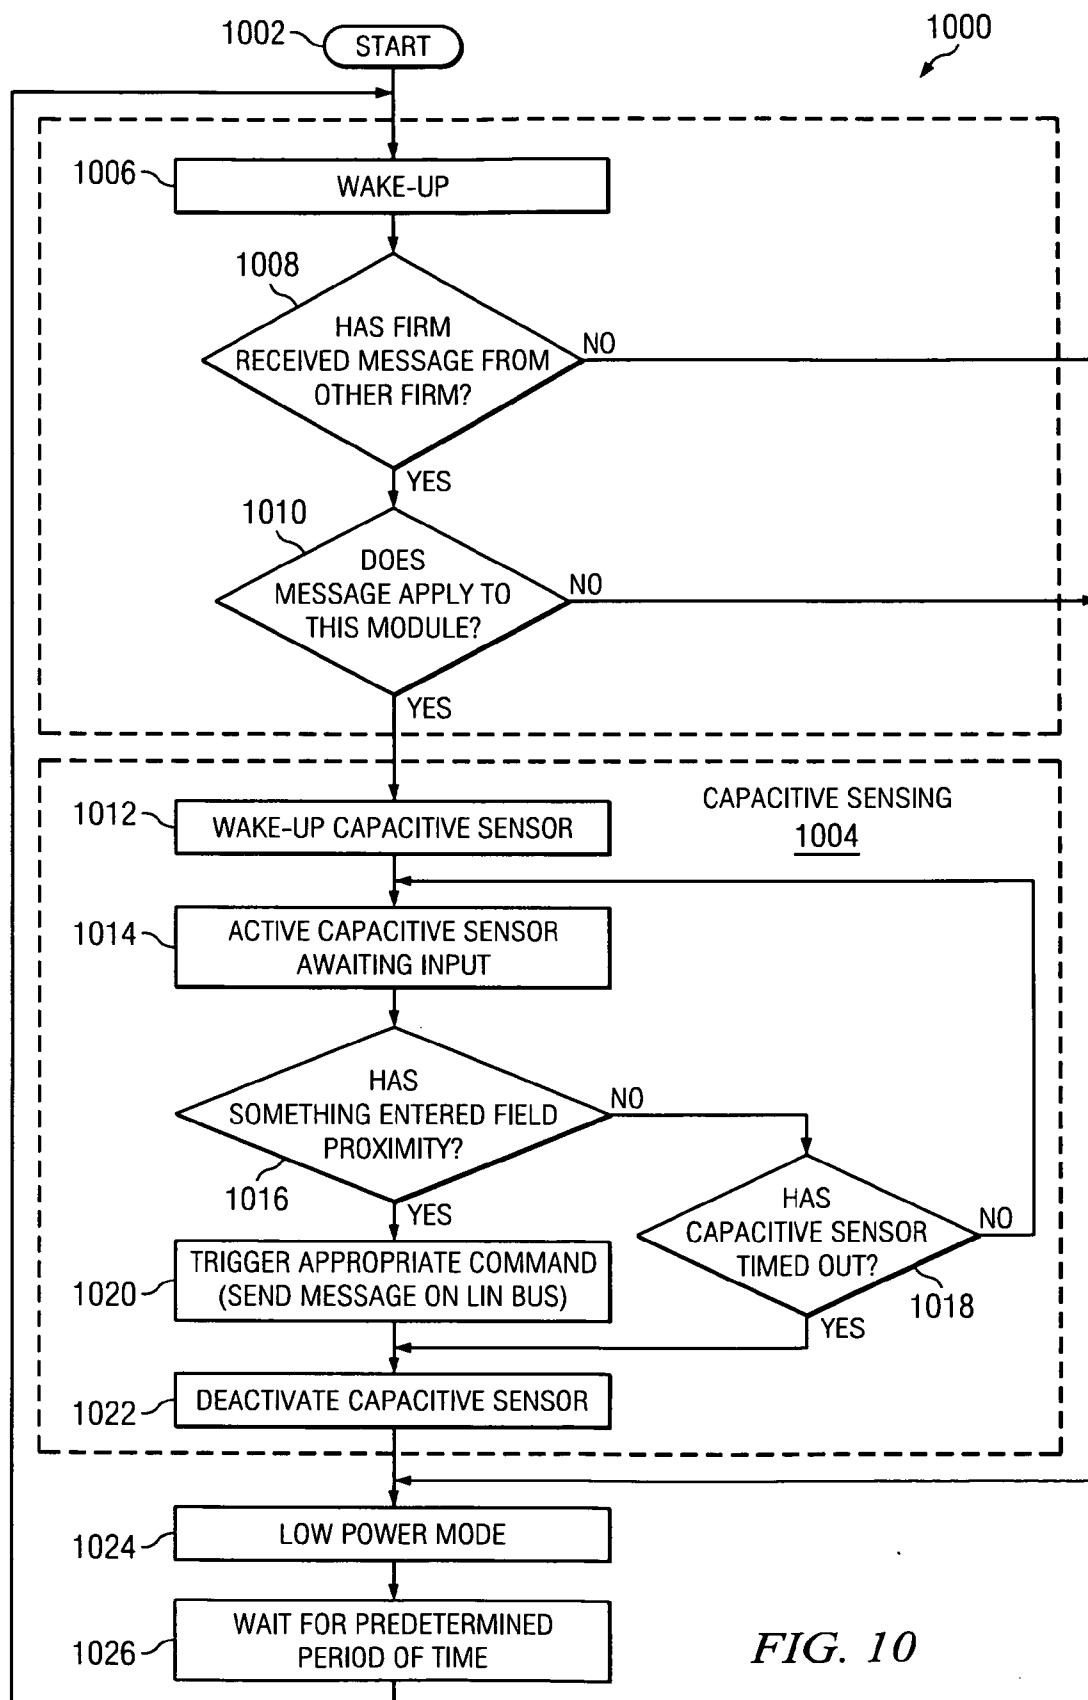 1002
START
1000
1006
WAKE-UP
1008
HAS FIRM
RECEIVED MESSAGE FROM
OTHER FIRM?
NO
YES
1010
DOES
MESSAGE APPLY TO
THIS MODULE?
NO
YES
CAPACITIVE SENSING
1004
1012
WAKE-UP CAPACITIVE SENSOR
1014
ACTIVE CAPACITIVE SENSOR
AWAITING INPUT
HAS
SOMETHING ENTERED FIELD
PROXIMITY?
NO
1016
YES
HAS
CAPACITIVE SENSOR
TIMED OUT?
NO
1018
YES
1020
TRIGGER APPROPRIATE COMMAND
(SEND MESSAGE ON LIN BUS)
1022
DEACTIVATE CAPACITIVE SENSOR
1024
LOW POWER MODE
1026
WAIT FOR PREDETERMINED
PERIOD OF TIME
FIG. 10